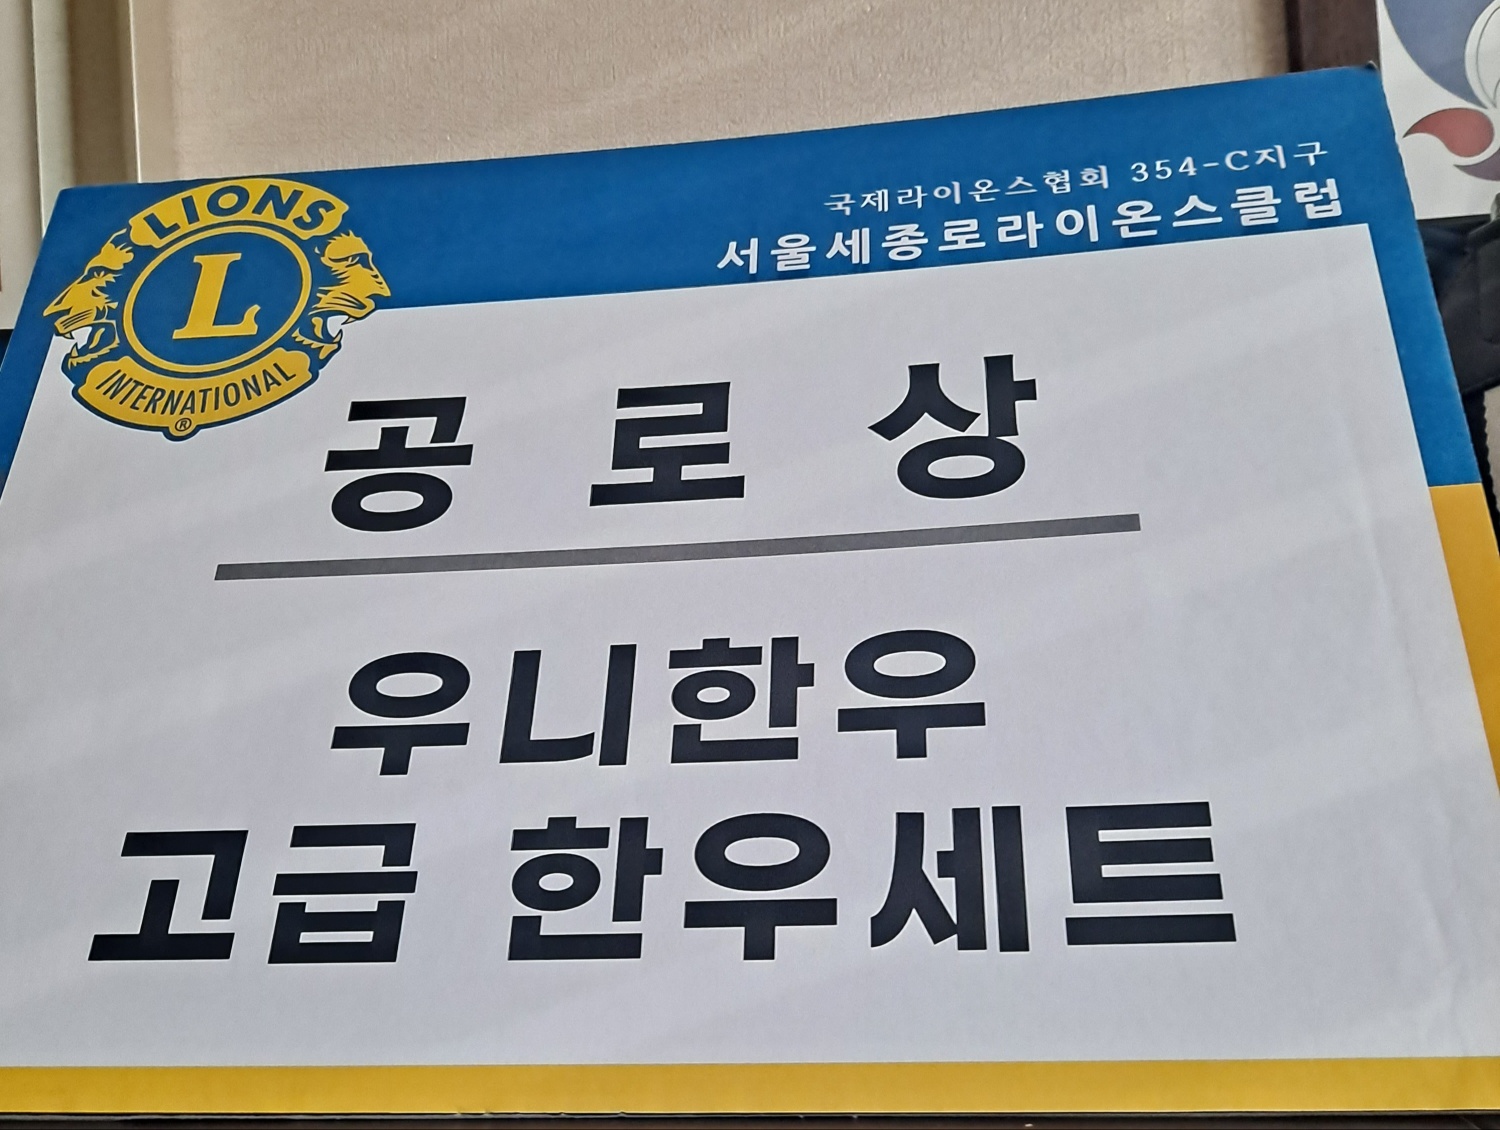 LIONS
L
INTERNATIONAL
®
국제라이온스협회 354-C지구
서울세종로라이온스클럽
공 로 상
우니한우
고급 한우세트